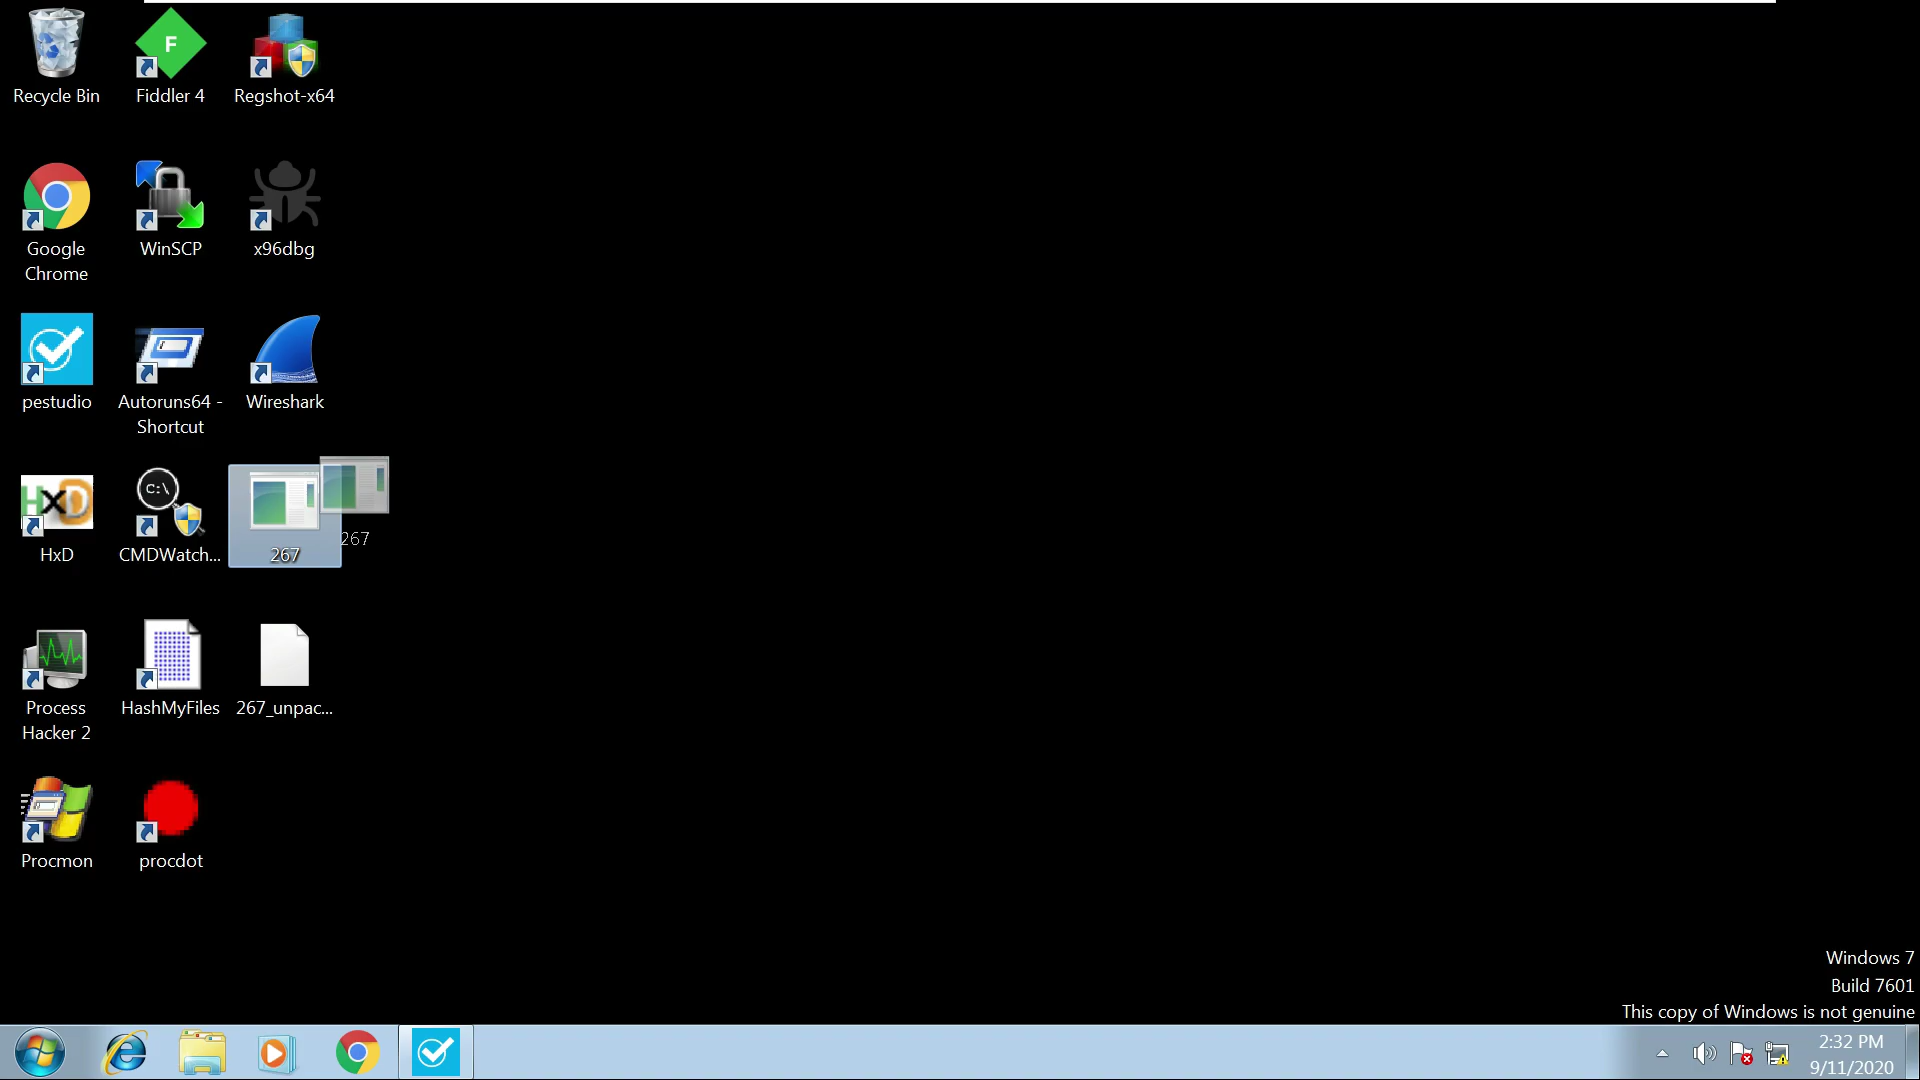 Recycle Bin
F
Fiddler 4
Regshot-x64
Google
Chrome
WinSCP
x96dbg
pestudio
Autoruns64 -
Shortcut
Wireshark
HxD
HxD
C:\
CMDWatch...
267
267
Process
Hacker 2
HashMyFiles
267_unpac...
Procmon
procdot
Windows 7
Build 7601
This copy of Windows is not genuine
2:32 PM
9/11/2020